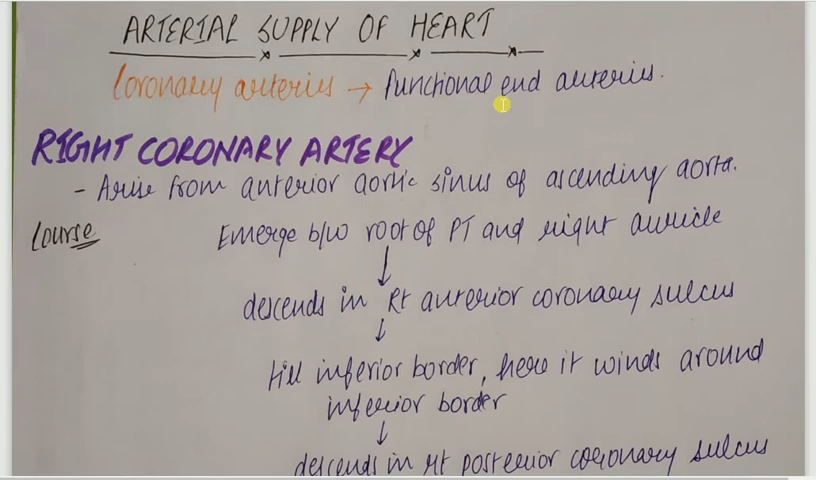 ARTERIAL SUPPLY OF HEART
Coronary arteries → Functional end arteries.
RIGHT CORONARY ARTERY
- Arise from anterior aortic sinus of ascending aorta.
Course
Emerge b/w root of PT and right auricle
↓
descends in Rt anterior coronary sulcus
↓
till inferior border, here it winds around
inferior border
↓
descends in rt posterior coronary sulcus